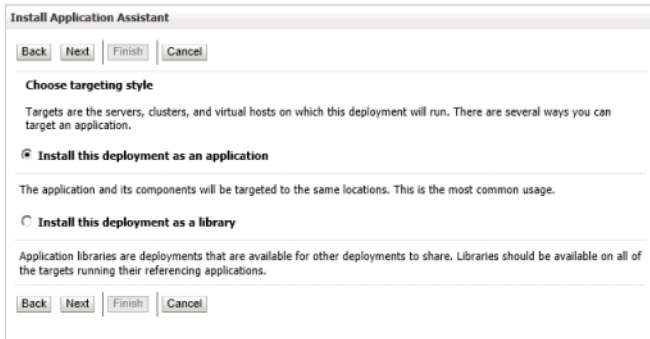 Install Application Assistant
Back Next Finish Cancel
Choose targeting style
Targets are the servers, clusters, and virtual hosts on which this deployment will run. There are several ways you can
target an application.
Install this deployment as an application
The application and its components will be targeted to the same locations. This is the most common usage.
Install this deployment as a library
Application libraries are deployments that are available for other deployments to share. Libraries should be available on all of
the targets running their referencing applications.
Back Next Finish Cancel